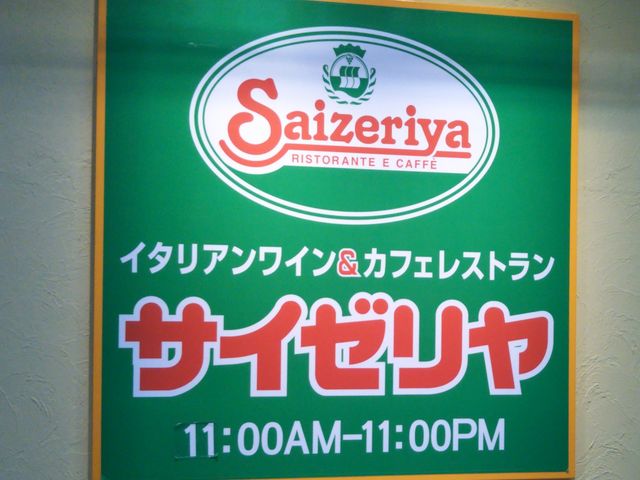 Saizeriya
RISTORANTE E CAFFÈ
イタリアンワイン&カフェレストラン
サイゼリヤ
11:00AM-11:00PM